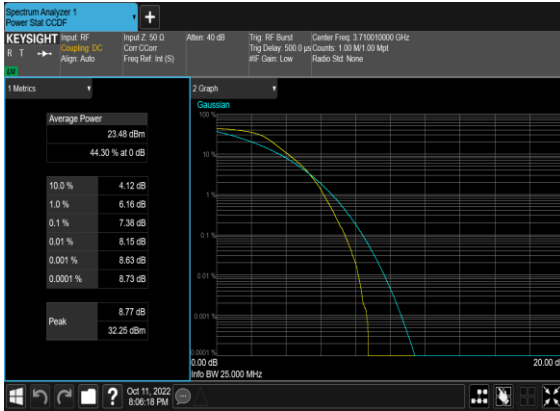 Spectrum Analyzer 1
Power Stat CCDF
KEYSIGHT
R T
Input: RF
Coupling: DC
Align: Auto
Input Z: 50 Ω
Corr CCorr
Freq Ref: Int (S)
Atten: 40 dB
Trig: RF Burst
Trig Delay: 500.0 µs
#IF Gain: Low
Center Freq: 3.710010000 GHz
Counts: 1.00 M/1.00 Mpt
Radio Std: None
1 Metrics
Average Power
23.48 dBm
44.30 % at 0 dB
10.0 % 4.12 dB
1.0 % 6.16 dB
0.1 % 7.38 dB
0.01 % 8.15 dB
0.001 % 8.63 dB
0.0001 % 8.73 dB
Peak
8.77 dB
32.25 dBm
2 Graph
Gaussian
100 %
10 %
1 %
0.1 %
0.01 %
0.001 %
0.0001 %
0.00 dB
20.00 d
Info BW 25.000 MHz
?
Oct 11, 2022
8:06:18 PM